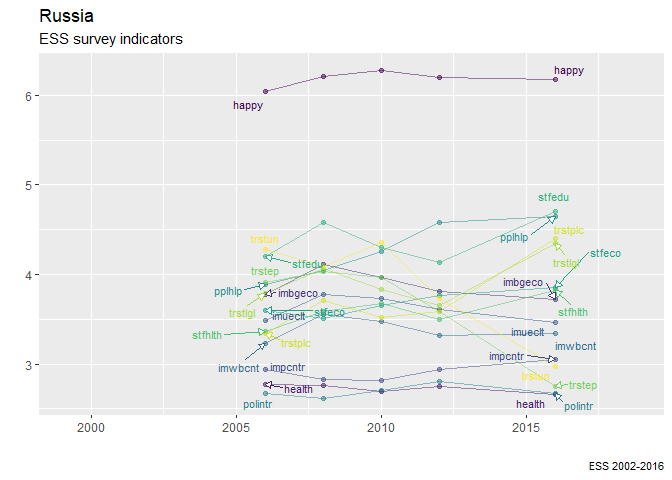 Russia
ESS survey indicators
happy
happy
6
5
4
3
stfedu
pplhlp
trstun
trstplc
stfeco
stfedu
trstlgl
trstep
imbgeco
pplhlp
imbgeco
trstlgl
imueclt
stfeco
stfhlth
stfhlth
trstplc
imueclt
imwbcnt
impcntr
imwbcnt
impcntr
trstun
health
trstep
polintr
health
polintr
2000
2005
2010
2015
ESS 2002-2016